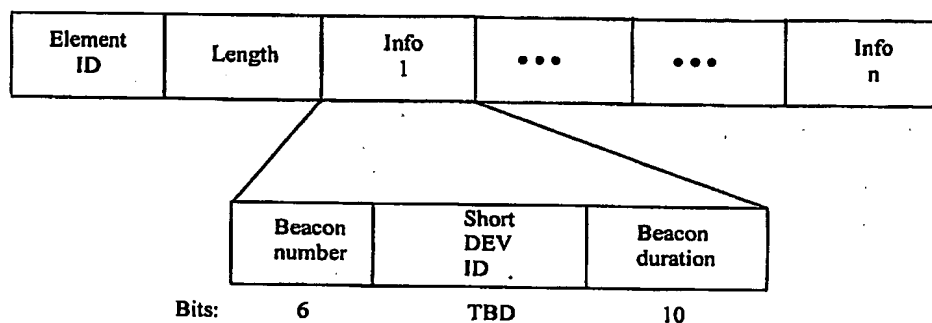 Element
ID
Length
Info
1
•••
•••
Info
n
Beacon
number
Short
DEV
ID
Beacon
duration
Bits: 6 TBD 10